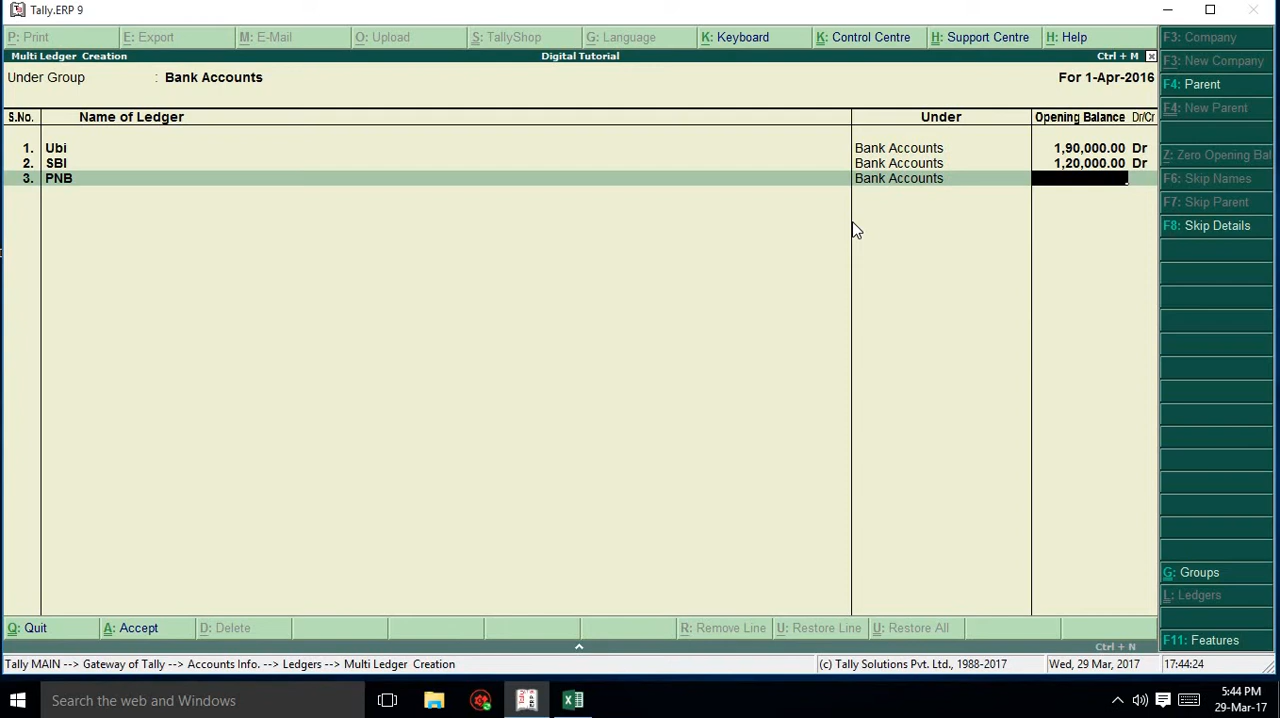 Tally.ERP 9
P: Print E: Export M: E-Mail O: Upload S: TallyShop G: Language K: Keyboard K: Control Centre H: Support Centre H: Help F3: Company
Multi Ledger Creation Digital Tutorial Ctrl + M x F3: New Company
Under Group : Bank Accounts For 1-Apr-2016 F4: Parent
F4: New Parent
S.No. Name of Ledger Under Opening Balance Dr/Cr
1. Ubi Bank Accounts 1,90,000.00 Dr Z: Zero Opening Bal
2. SBI Bank Accounts 1,20,000.00 Dr
3. PNB Bank Accounts F6: Skip Names
F7: Skip Parent
F8: Skip Details
G: Groups
L: Ledgers
Q: Quit A: Accept D: Delete R: Remove Line U: Restore Line U: Restore All F11: Features
Ctrl + N
Tally MAIN --> Gateway of Tally --> Accounts Info. --> Ledgers --> Multi Ledger Creation (c) Tally Solutions Pvt. Ltd., 1988-2017 Wed, 29 Mar, 2017 17:44:24
Search the web and Windows 5:44 PM
29-Mar-17